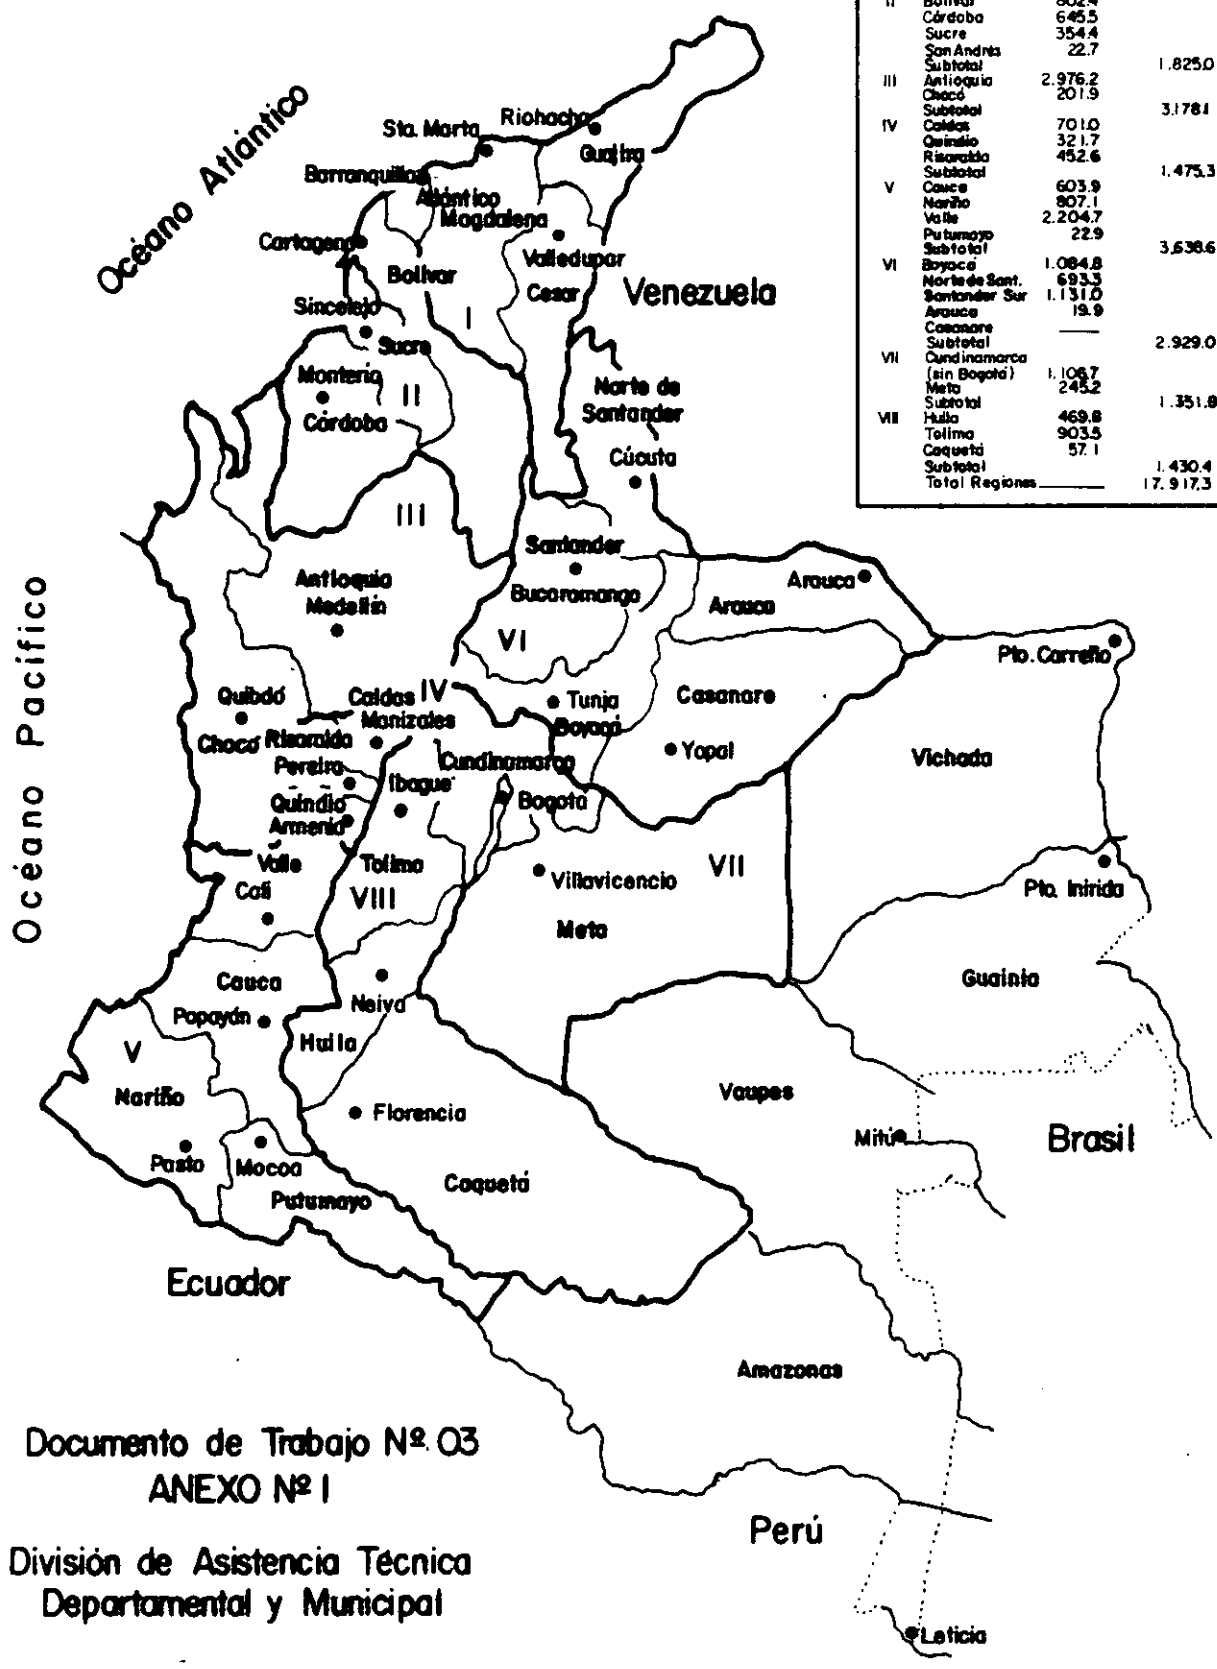 II Bolívar 802.4
Córdoba 645.5
Sucre 354.4
San Andrés 22.7
Subtotal 1.825.0
III Antioquia 2.976.2
Chocó 201.9
Subtotal 3.178.1
IV Caldas 701.0
Quindío 321.7
Risaralda 452.6
Subtotal 1.475.3
V Cauca 603.9
Nariño 807.1
Valle 2.204.7
Putumayo 22.9
Subtotal 3.638.6
VI Boyacá 1.084.8
Norte de Sant. 693.3
Santander Sur 1.131.0
Arauca 19.9
Casanare
Subtotal 2.929.0
VII Cundinamarca
(sin Bogotá) 1.106.7
Meta 245.2
Subtotal 1.351.8
VIII Huila 469.8
Tolima 903.5
Caquetá 57.1
Subtotal 1.430.4
Total Regiones 17.917.3
Océano Atlántico
Riohacha
Sta. Marta
Guajira
Barranquilla
Atlántico
Magdalena
Cartagena
Valledupar
Bolívar
Cesar
Venezuela
Sincelejo
I
Sucre
Montería
II
Norte de
Santander
Córdoba
Cúcuta
III
Santander
Antioquia
Medellín
Bucaramanga
Arauca
Arauca
VI
Pto. Carreño
Océano Pacífico
Quibdó
Caldas
IV
Casanare
Tunja
Manizales
Boyacá
Chocó
Risaralda
Yopal
Vichada
Pereira
Cundinamarca
Ibague
Quindío
Bogotá
Armenia
Valle
Tolima
VII
Cali
VIII
Villavicencio
Pto. Inirida
Meta
Cauca
Guainia
Neiva
Popayán
V
Huila
Nariño
Vaupes
Florencia
Mitú
Brasil
Pasto
Mocoa
Caquetá
Putumayo
Ecuador
Amazonas
Documento de Trabajo Nº 03
ANEXO Nº I
Perú
División de Asistencia Técnica
Departamental y Municipal
Leticia